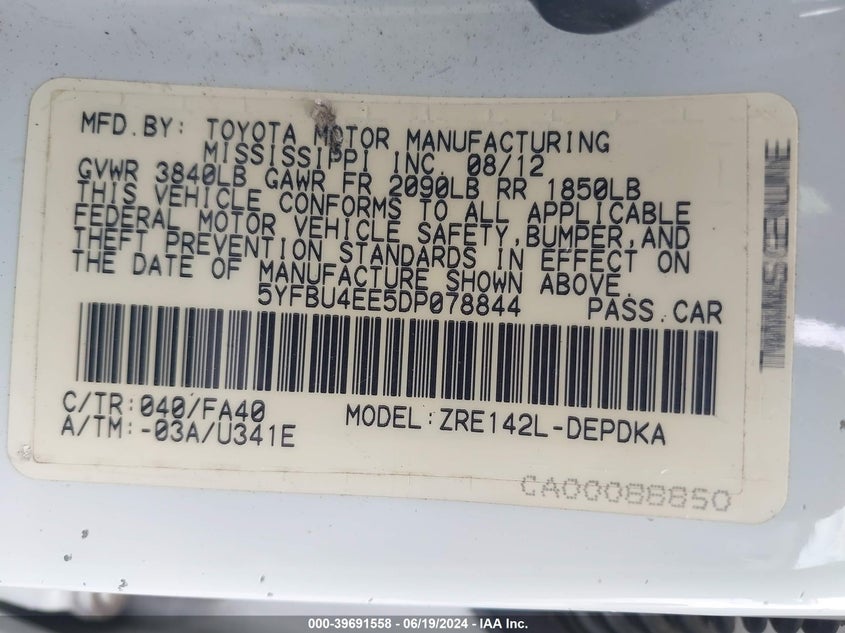 MFD.BY: TOYOTA MOTOR MANUFACTURING
MISSISSIPPI INC. 08/12
GVWR 3840LB GAWR FR 2090LB RR 1850LB
THIS VEHICLE CONFORMS TO ALL APPLICABLE
FEDERAL MOTOR VEHICLE SAFETY,BUMPER,AND
THEFT PREVENTION STANDARDS IN EFFECT ON
THE DATE OF MANUFACTURE SHOWN ABOVE.
5YFBU4EE5DP078844 PASS.CAR
C/TR:040/FA40
A/TM:-03A/U341E
MODEL:ZRE142L-DEPDKA
CA00088850
000-39691558 - 06/19/2024 - IAA Inc.